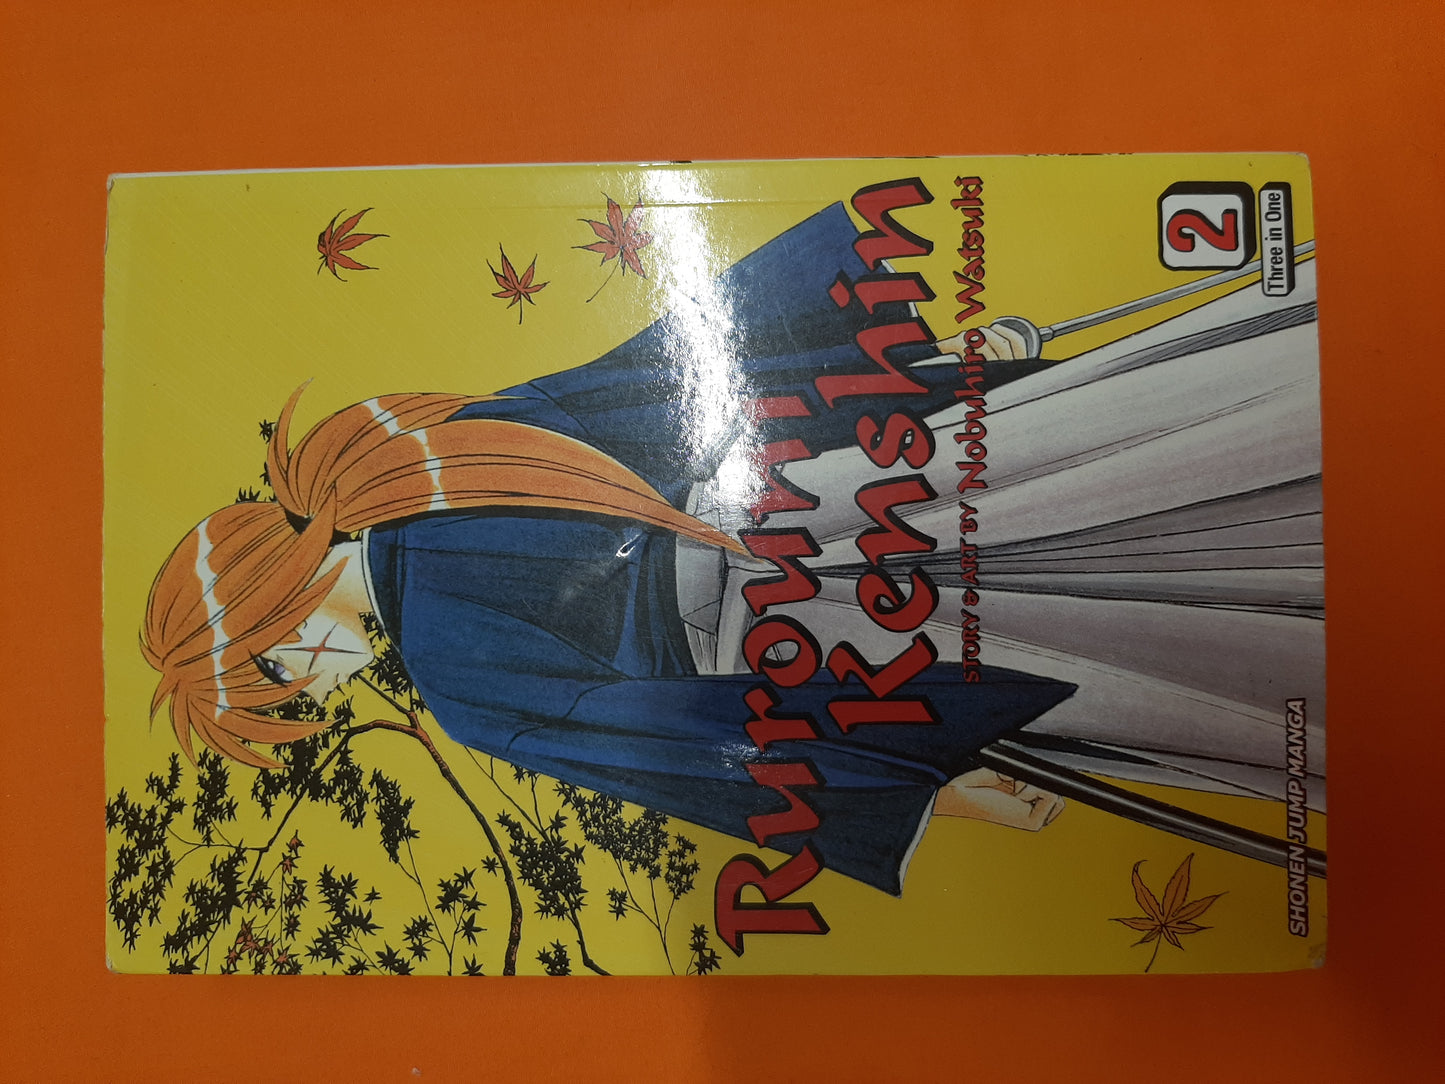 Rurouni
Kenshin
STORY & ART BY Nobuhiro Watsuki
2
Three in One
SHONEN JUMP MANGA